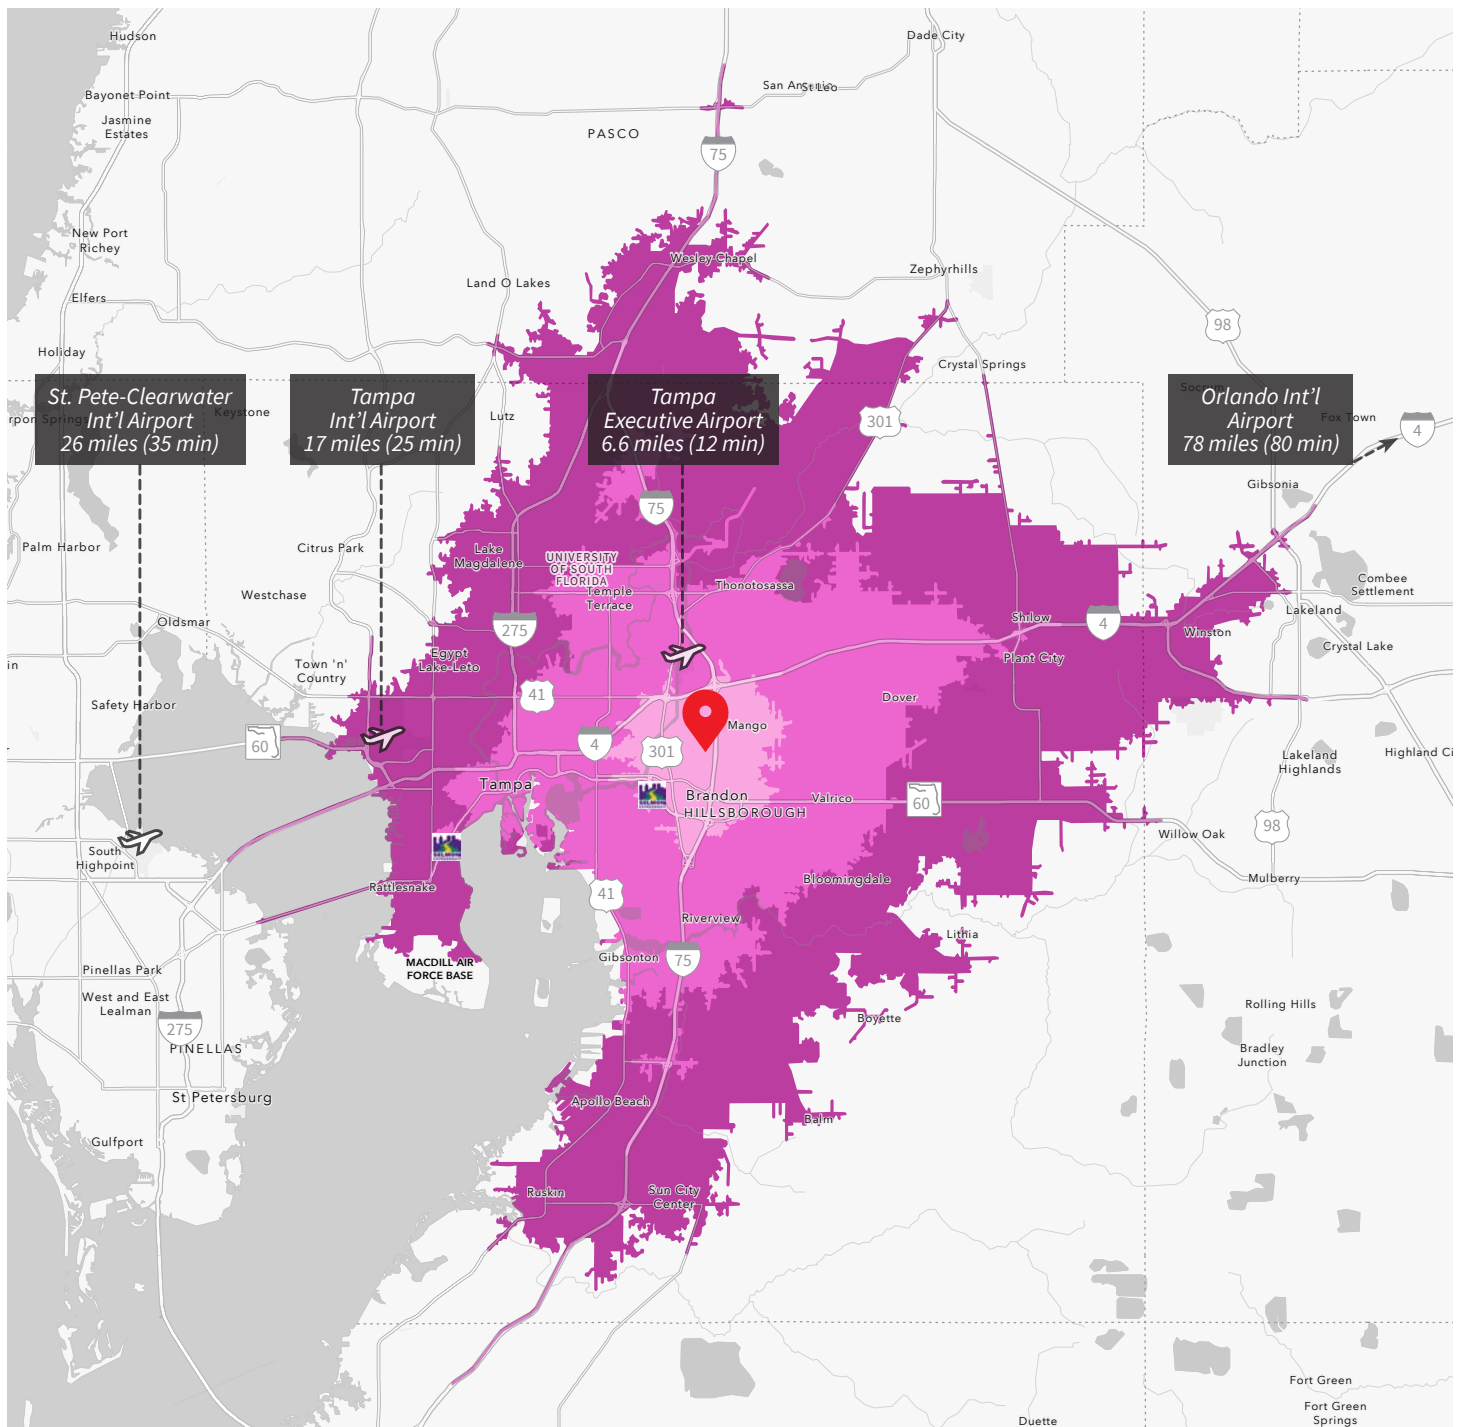 Hudson
Dade City
Bayonet Point
San Antonio
St Leo
Jasmine
Estates
PASCO
75
New Port
Richey
Wesley Chapel
Zephyrhills
Land O Lakes
Elfers
98
Holiday
Crystal Springs
Socrum
St. Pete-Clearwater
Int'l Airport
26 miles (35 min)
Tampa
Int'l Airport
17 miles (25 min)
Tampa
Executive Airport
6.6 miles (12 min)
Orlando Int'l
Airport
78 miles (80 min)
rpon Springs
Keystone
Lutz
301
Fox Town
4
Gibsonia
75
Palm Harbor
Citrus Park
Lake
Magdalene
UNIVERSITY
OF SOUTH
FLORIDA
Temple
Terrace
Thonotosassa
Combee
Settlement
Westchase
Oldsmar
275
Shilow
4
Lakeland
Winston
Crystal Lake
in
Town 'n'
Country
Egypt
Lake-Leto
Plant City
Safety Harbor
41
Dover
60
4
301
Mango
Lakeland
Highlands
Highland Ci
Tampa
Brandon
HILLSBOROUGH
Valrico
60
98
Willow Oak
South
Highpoint
Rattlesnake
41
Bloomingdale
Mulberry
Riverview
Lithia
MACDILL AIR
FORCE BASE
Gibsonton
75
Pinellas Park
West and East
Lealman
275
PINELLAS
Boyette
Rolling Hills
Bradley
Junction
St Petersburg
Apollo Beach
Balm
Gulfport
Ruskin
Sun City
Center
Fort Green
Fort Green
Springs
Duette